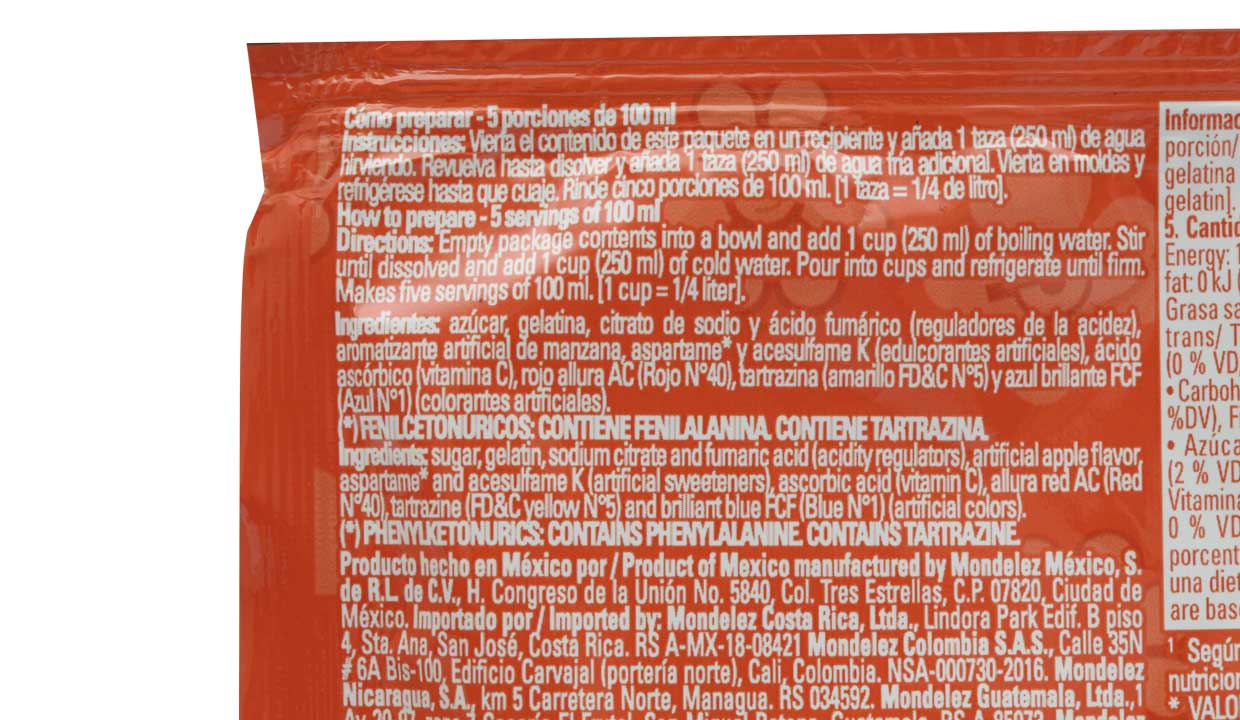 Cómo preparar - 5 porciones de 100 ml
Instrucciones: Vierta el contenido de este paquete en un recipiente y añada 1 taza (250 ml) de agua
hirviendo. Revuelva hasta disolver y añada 1 taza (250 ml) de agua fría adicional. Vierta en moldes y
refrigérese hasta que cuaje. Rinde cinco porciones de 100 ml. [1 taza = 1/4 de litro].
How to prepare - 5 servings of 100 ml
Directions: Empty package contents into a bowl and add 1 cup (250 ml) of boiling water. Stir
until dissolved and add 1 cup (250 ml) of cold water. Pour into cups and refrigerate until firm.
Makes five servings of 100 ml. [1 cup = 1/4 liter].
Ingredientes: azúcar, gelatina, citrato de sodio y ácido fumárico (reguladores de la acidez),
aromatizante artificial de manzana, aspartame* y acesulfame K (edulcorantes artificiales), ácido
ascórbico (vitamina C), rojo allura AC (Rojo N°40), tartrazina (amarillo FD&C N°5) y azul brillante FCF
(Azul N°1) (colorantes artificiales).
(*) FENILCETONURICOS: CONTIENE FENILALANINA. CONTIENE TARTRAZINA.
Ingredients: sugar, gelatin, sodium citrate and fumaric acid (acidity regulators), artificial apple flavor,
aspartame* and acesulfame K (artificial sweeteners), ascorbic acid (vitamin C), allura red AC (Red
N°40), tartrazine (FD&C yellow N°5) and brilliant blue FCF (Blue N°1) (artificial colors).
(*) PHENYLKETONURICS: CONTAINS PHENYLALANINE. CONTAINS TARTRAZINE.
Producto hecho en México por / Product of Mexico manufactured by Mondelez México, S.
de R.L. de C.V., H. Congreso de la Unión No. 5840, Col. Tres Estrellas, C.P. 07820, Ciudad de
México. Importado por / Imported by: Mondelez Costa Rica, Ltda., Lindora Park Edif. B piso
4, Sta. Ana, San José, Costa Rica. RS A-MX-18-08421 Mondelez Colombia S.A.S., Calle 35N
# 6A Bis-100, Edificio Carvajal (portería norte), Cali, Colombia. NSA-000730-2016. Mondelez
Nicaragua, S.A., km 5 Carretera Norte, Managua. RS 034592. Mondelez Guatemala, Ltda., 1
Informac
porción/
gelatina
gelatin].
5. Cantid
Energy: 1
fat: 0 kJ (
Grasa sa
trans/ T
(0 % VD,
• Carboh
%DV), F
• Azúca
(2 % VD
Vitamina
0 % VD
porcent
una diet
are base
1 Según
nutricion
* VALO